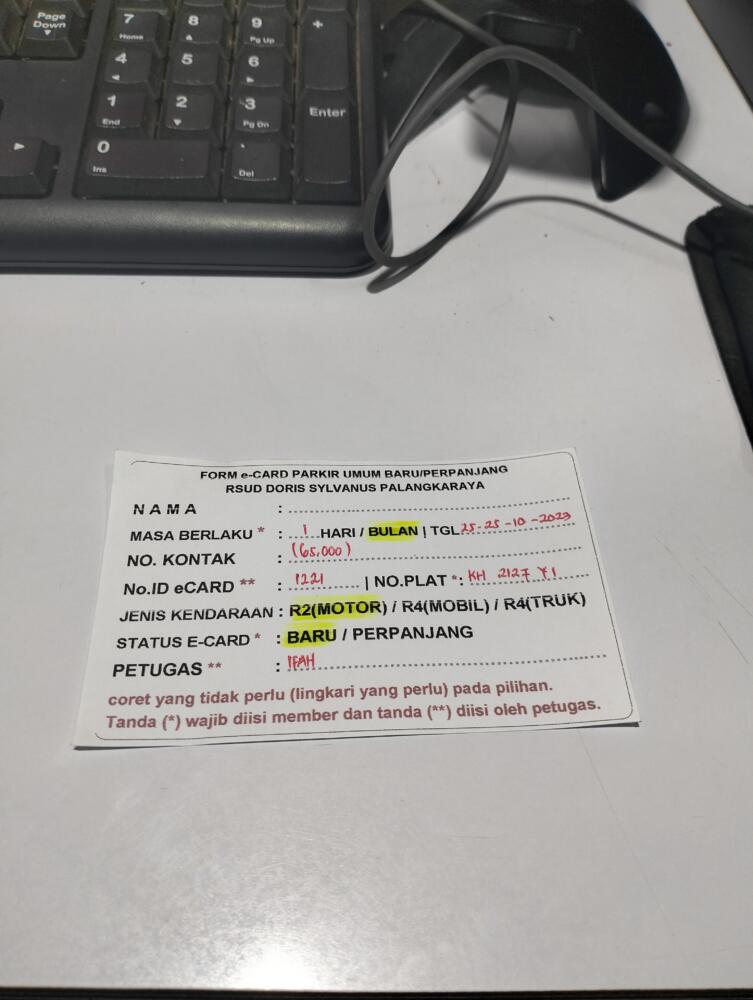 Page
Down
7
Home
8
9
Pg Up
+
4
5
6
1
End
2
3
Pg Dn
Enter
0
Ins
.
Del
FORM e-CARD PARKIR UMUM BARU/PERPANJANG
RSUD DORIS SYLVANUS PALANGKARAYA
NAMA :
MASA BERLAKU * : 1 HARI / BULAN | TGL 25-25-10-2023
NO. KONTAK : (65.000)
No.ID eCARD ** : 1221 | NO.PLAT *: KH 2127 YI
JENIS KENDARAAN : R2(MOTOR) / R4(MOBIL) / R4(TRUK)
STATUS E-CARD * : BARU / PERPANJANG
PETUGAS ** : IFAH
coret yang tidak perlu (lingkari yang perlu) pada pilihan.
Tanda (*) wajib diisi member dan tanda (**) diisi oleh petugas.